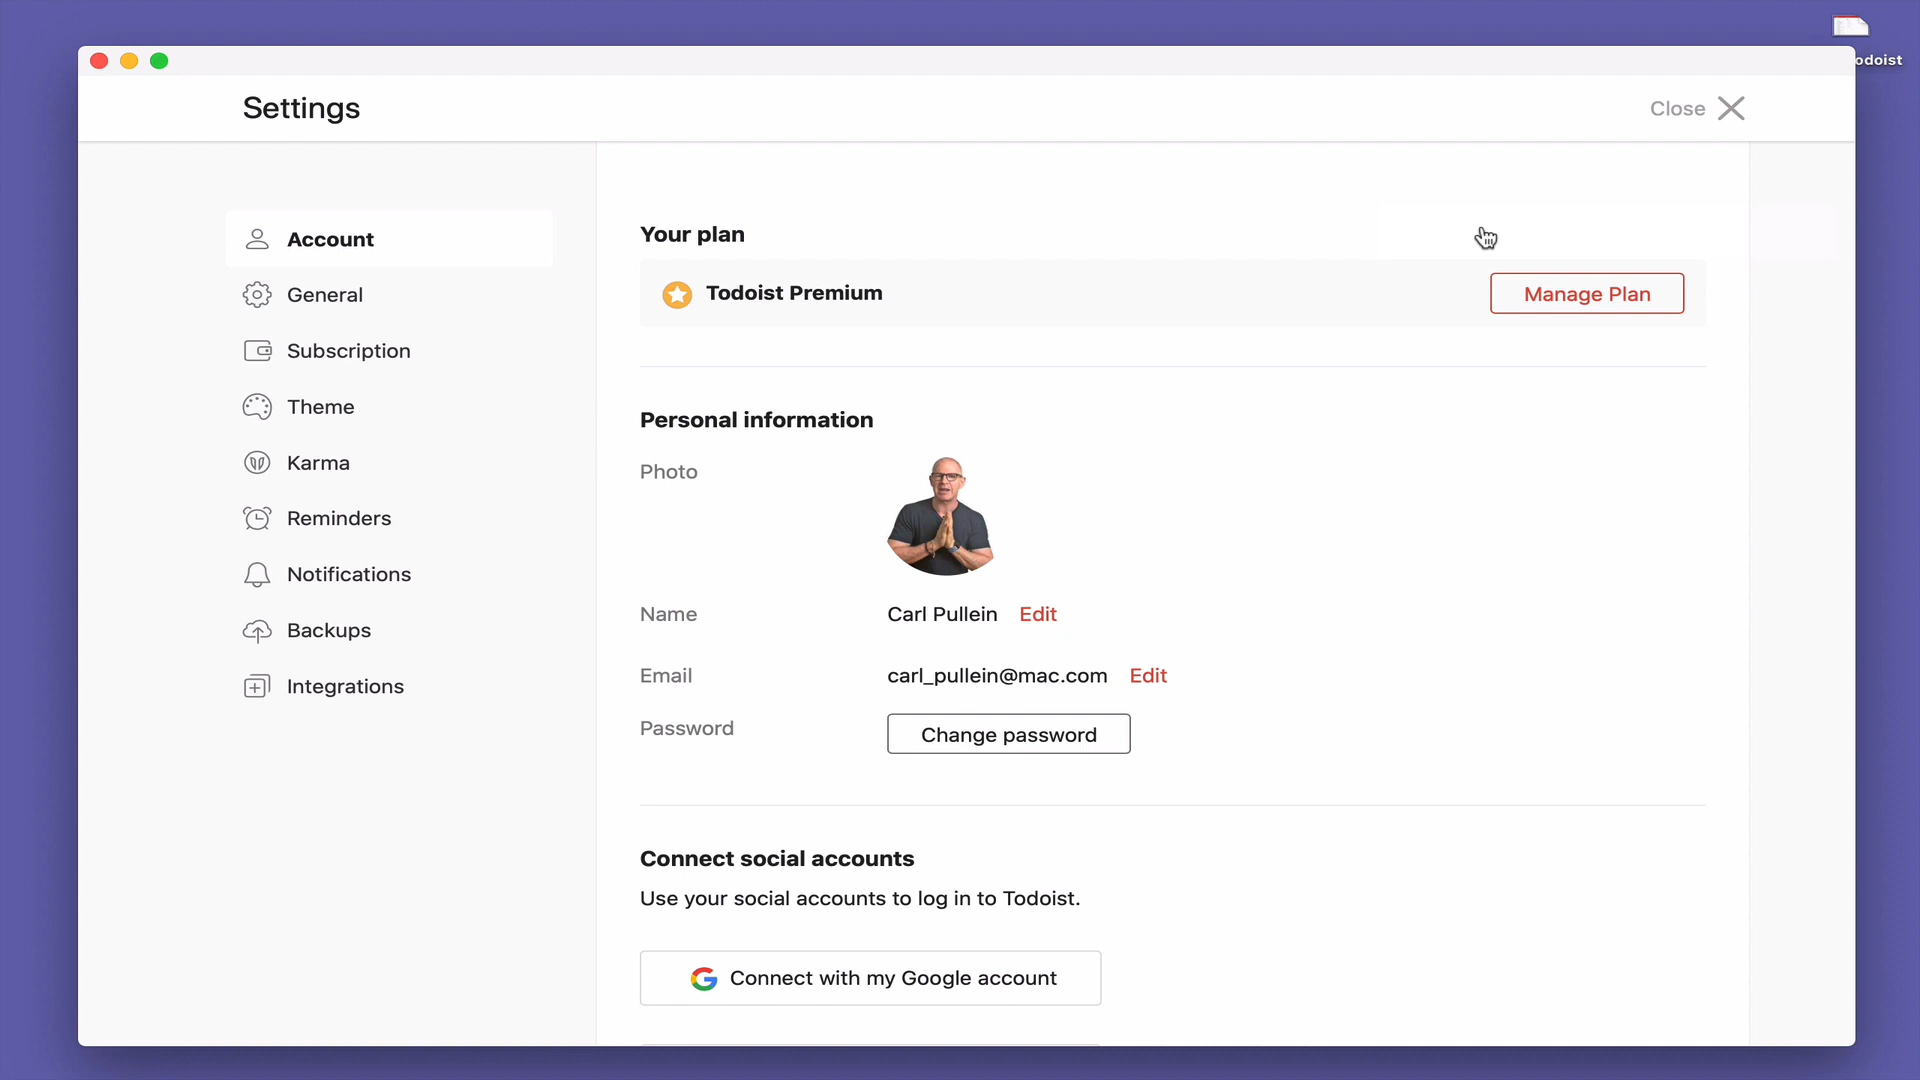 odoist
Settings
Close
Account
General
Subscription
Theme
Karma
Reminders
Notifications
Backups
Integrations
Your plan
Todoist Premium
Manage Plan
Personal information
Photo
Name
Carl Pullein Edit
Email
carl_pullein@mac.com Edit
Password
Change password
Connect social accounts
Use your social accounts to log in to Todoist.
Connect with my Google account